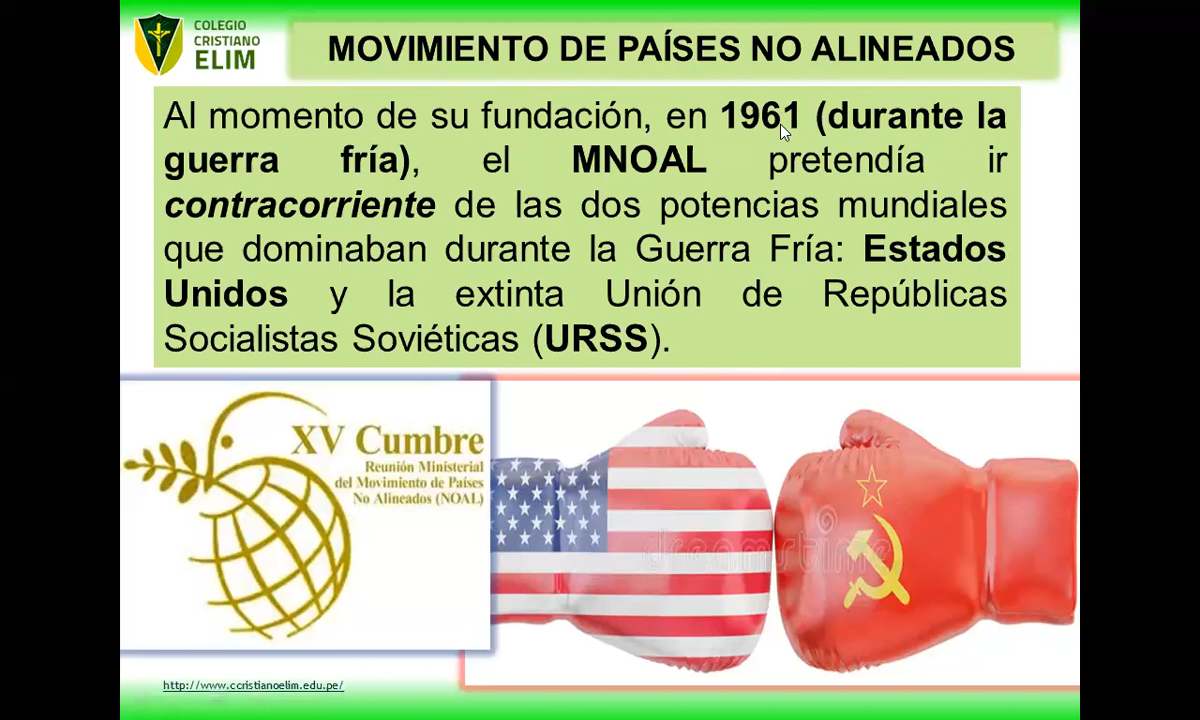 COLEGIO
CRISTIANO
ELIM
MOVIMIENTO DE PAÍSES NO ALINEADOS
Al momento de su fundación, en 1961 (durante la
guerra fría), el MNOAL pretendía ir
contracorriente de las dos potencias mundiales
que dominaban durante la Guerra Fría: Estados
Unidos y la extinta Unión de Repúblicas
Socialistas Soviéticas (URSS).
XV Cumbre
Reunión Ministerial
del Movimiento de Países
No Alineados (NOAL)
dreamstime
http://www.ccristianoelim.edu.pe/